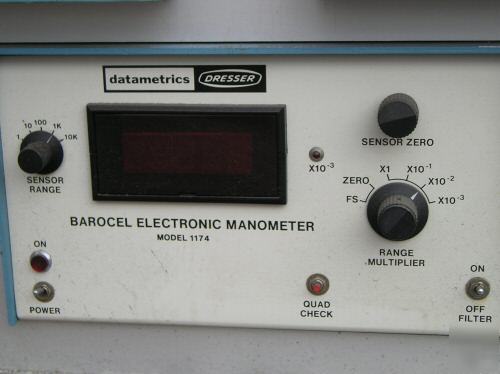 datametrics DRESSER
1 10 100 1K 10K
SENSOR
RANGE
SENSOR ZERO
X10-3
FS ZERO X1 X10-1 X10-2 X10-3
RANGE
MULTIPLIER
BAROCEL ELECTRONIC MANOMETER
MODEL 1174
ON
POWER
QUAD
CHECK
ON
OFF
FILTER